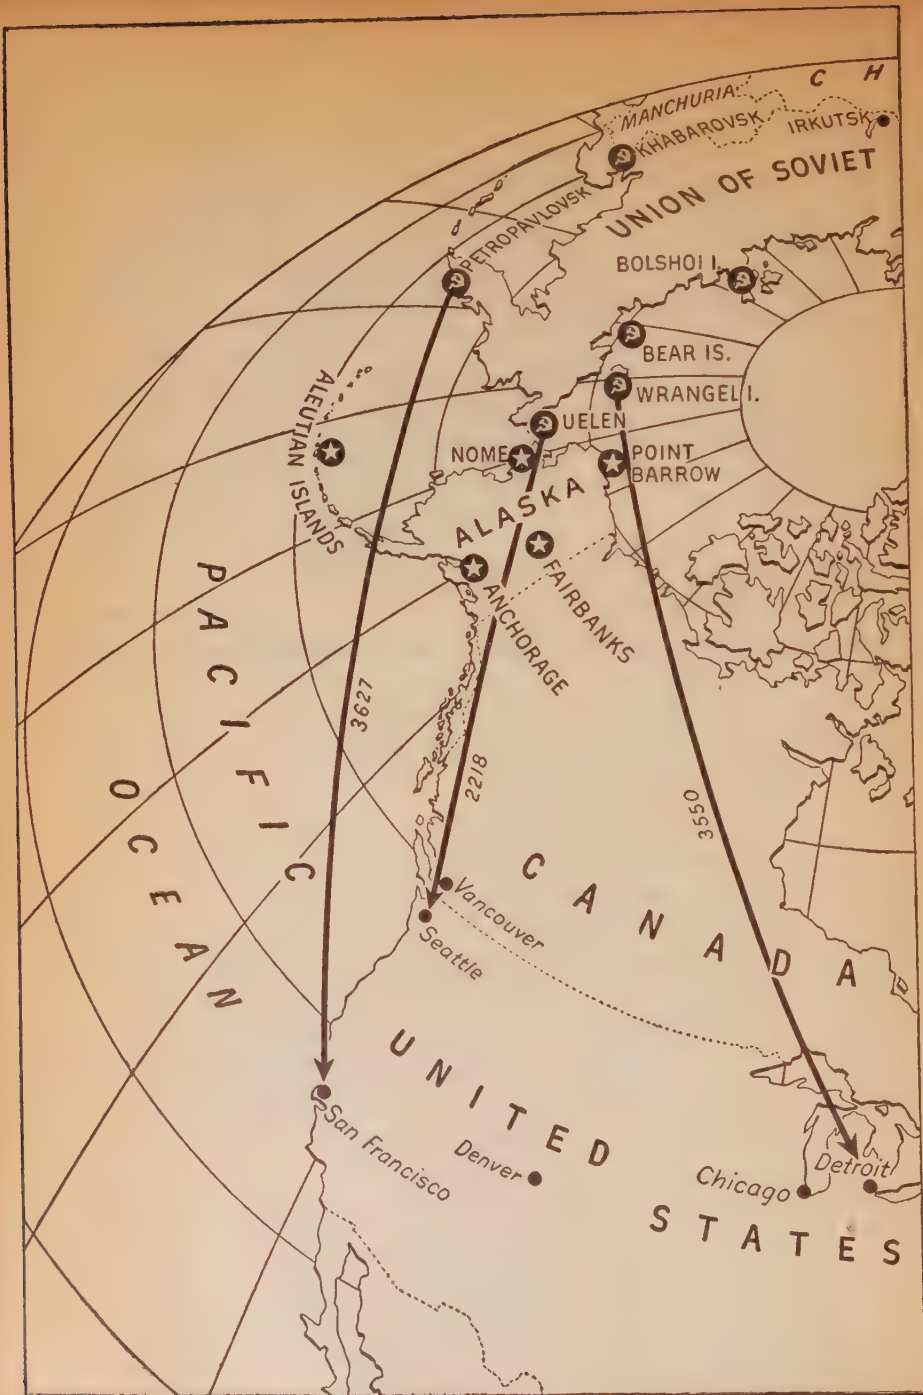 C H
MANCHURIA
KHABAROVSK
IRKUTSK
UNION OF SOVIET
PETROPAVLOVSK
BOLSHOI I.
BEAR IS.
WRANGEL I.
UELEN
NOME
POINT
BARROW
ALEUTIAN ISLANDS
ALASKA
FAIRBANKS
ANCHORAGE
PACIFIC
OCEAN
3627
2218
3550
CANADA
Vancouver
Seattle
UNITED
STATES
San Francisco
Denver
Chicago
Detroit